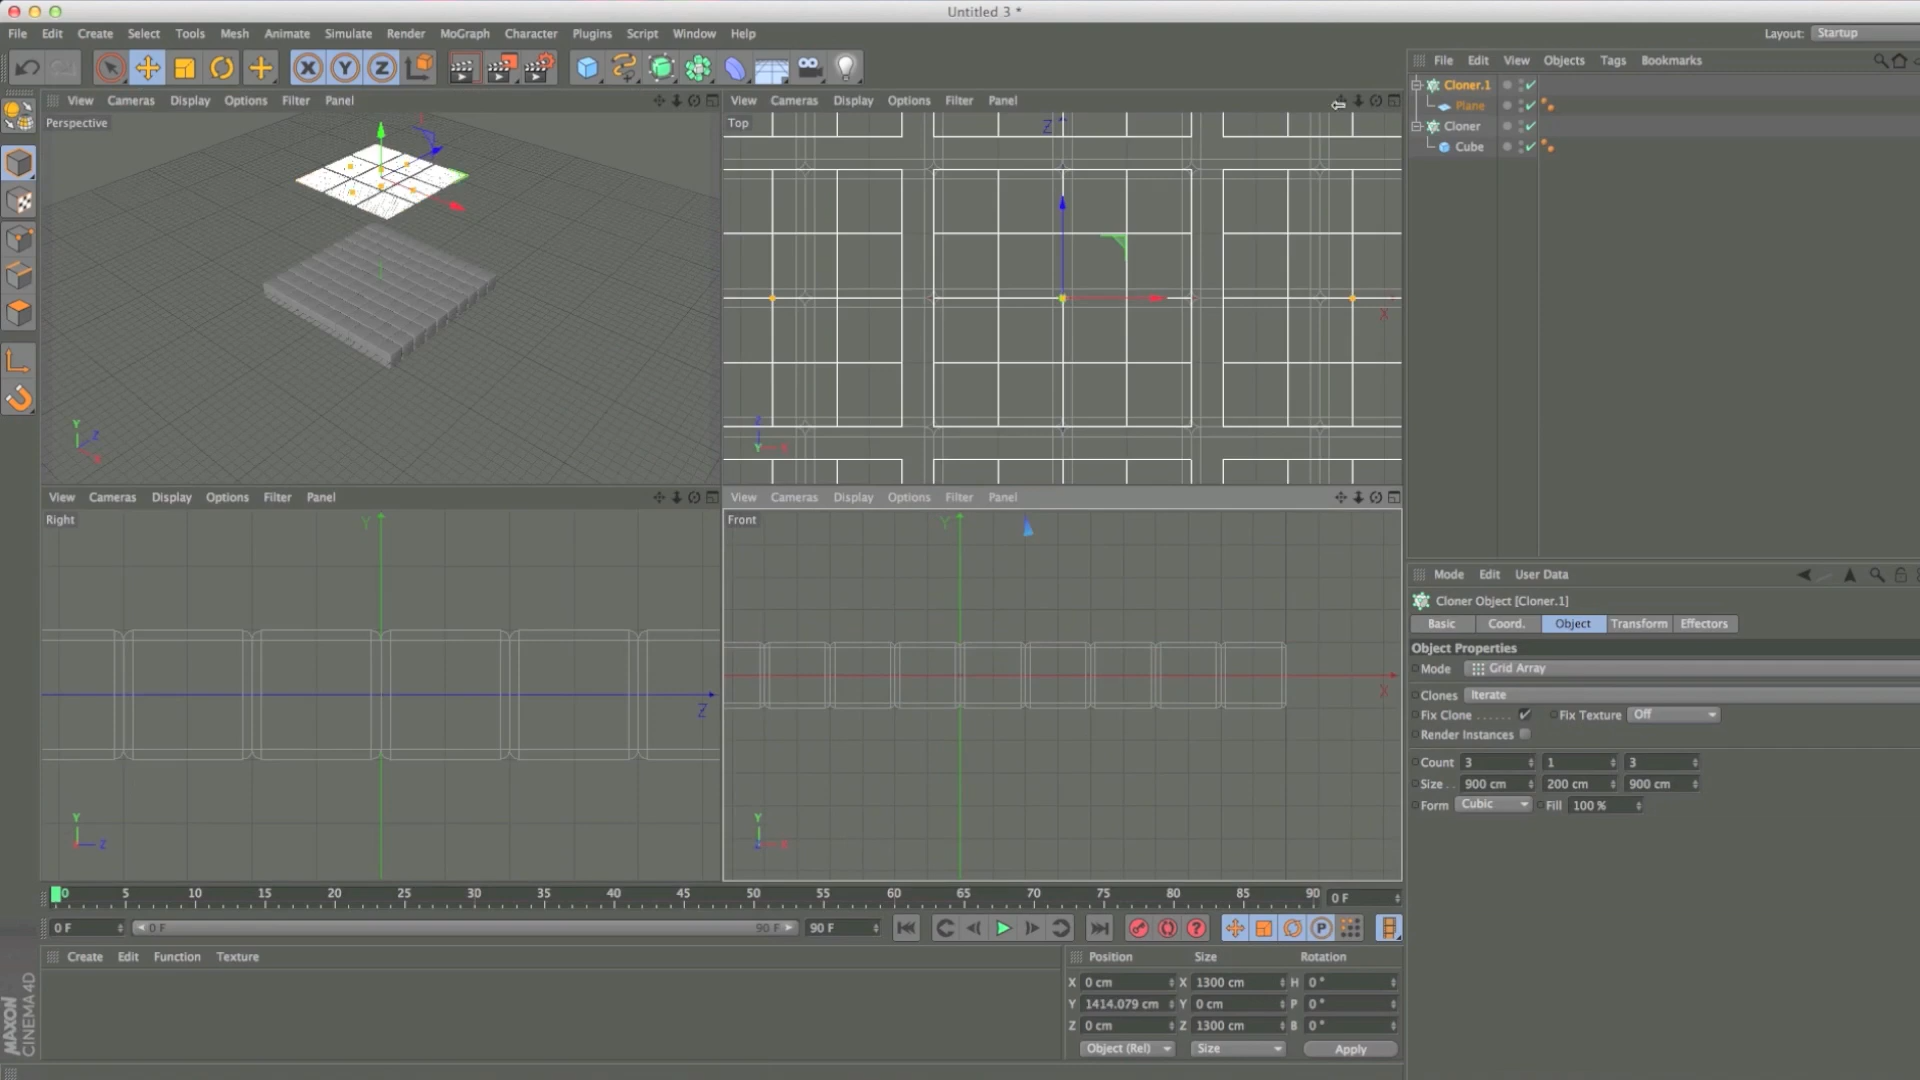 Untitled 3 *
File Edit Create Select Tools Mesh Animate Simulate Render MoGraph Character Plugins Script Window Help
Layout: Startup
X Y Z
View Cameras Display Options Filter Panel
Perspective
View Cameras Display Options Filter Panel
Top
Z
X
Y
Z
Y
Z
View Cameras Display Options Filter Panel
Right
Y
Z
Y
Z
View Cameras Display Options Filter Panel
Front
Y
X
Y
0 5 10 15 20 25 30 35 40 45 50 55 60 65 70 75 80 85 90 0 F
0 F 0 F 90 F 90 F
P
Create Edit Function Texture
MAXON
CINEMA 4D
Position Size Rotation
X 0 cm X 1300 cm H 0 °
Y 1414.079 cm Y 0 cm P 0 °
Z 0 cm Z 1300 cm B 0 °
Object (Rel) Size Apply
File Edit View Objects Tags Bookmarks
Cloner.1
Plane
Cloner
Cube
Mode Edit User Data
Cloner Object [Cloner.1]
Basic Coord. Object Transform Effectors
Object Properties
Mode Grid Array
Clones Iterate
Fix Clone Fix Texture Off
Render Instances
Count 3 1 3
Size 900 cm 200 cm 900 cm
Form Cubic Fill 100 %